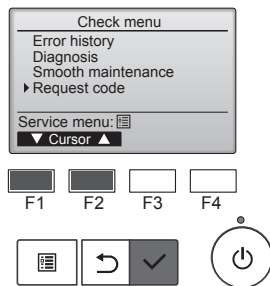 Check menu
Error history
Diagnosis
Smooth maintenance
Request code
Service menu:
Cursor
F1 F2 F3 F4